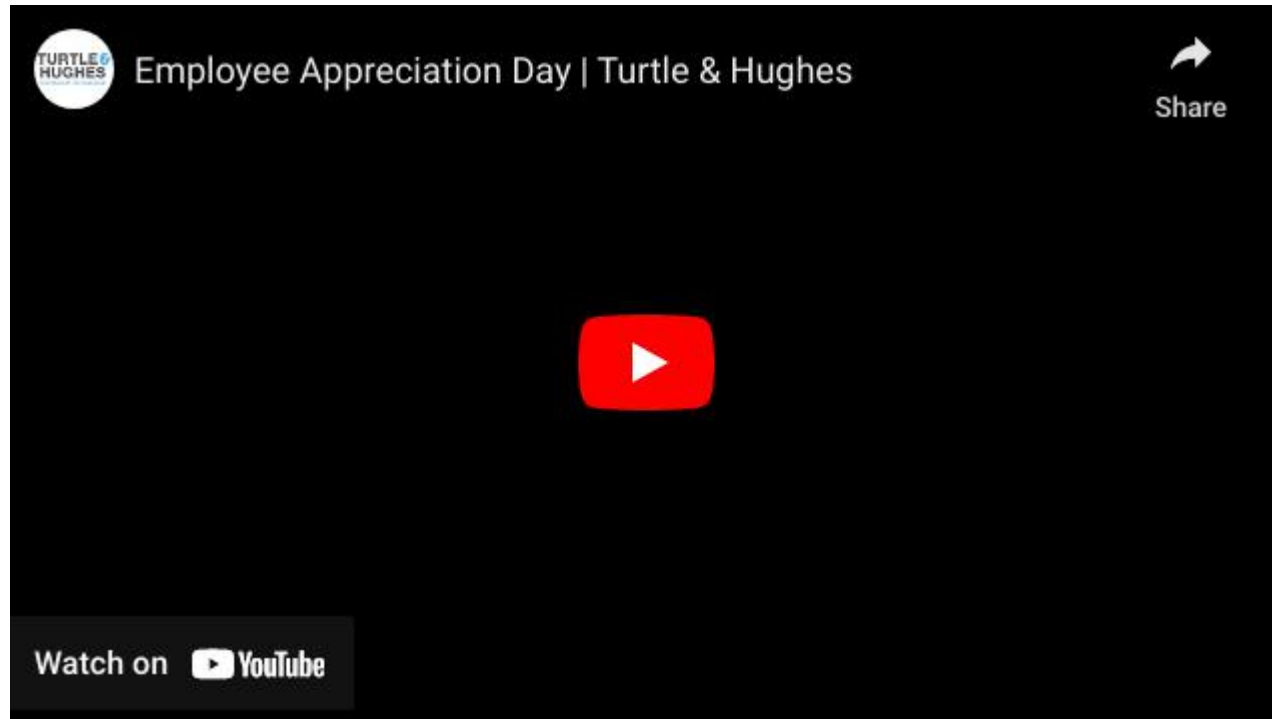 TURTLE&
HUGHES
Employee Appreciation Day | Turtle & Hughes
Share
Watch on YouTube